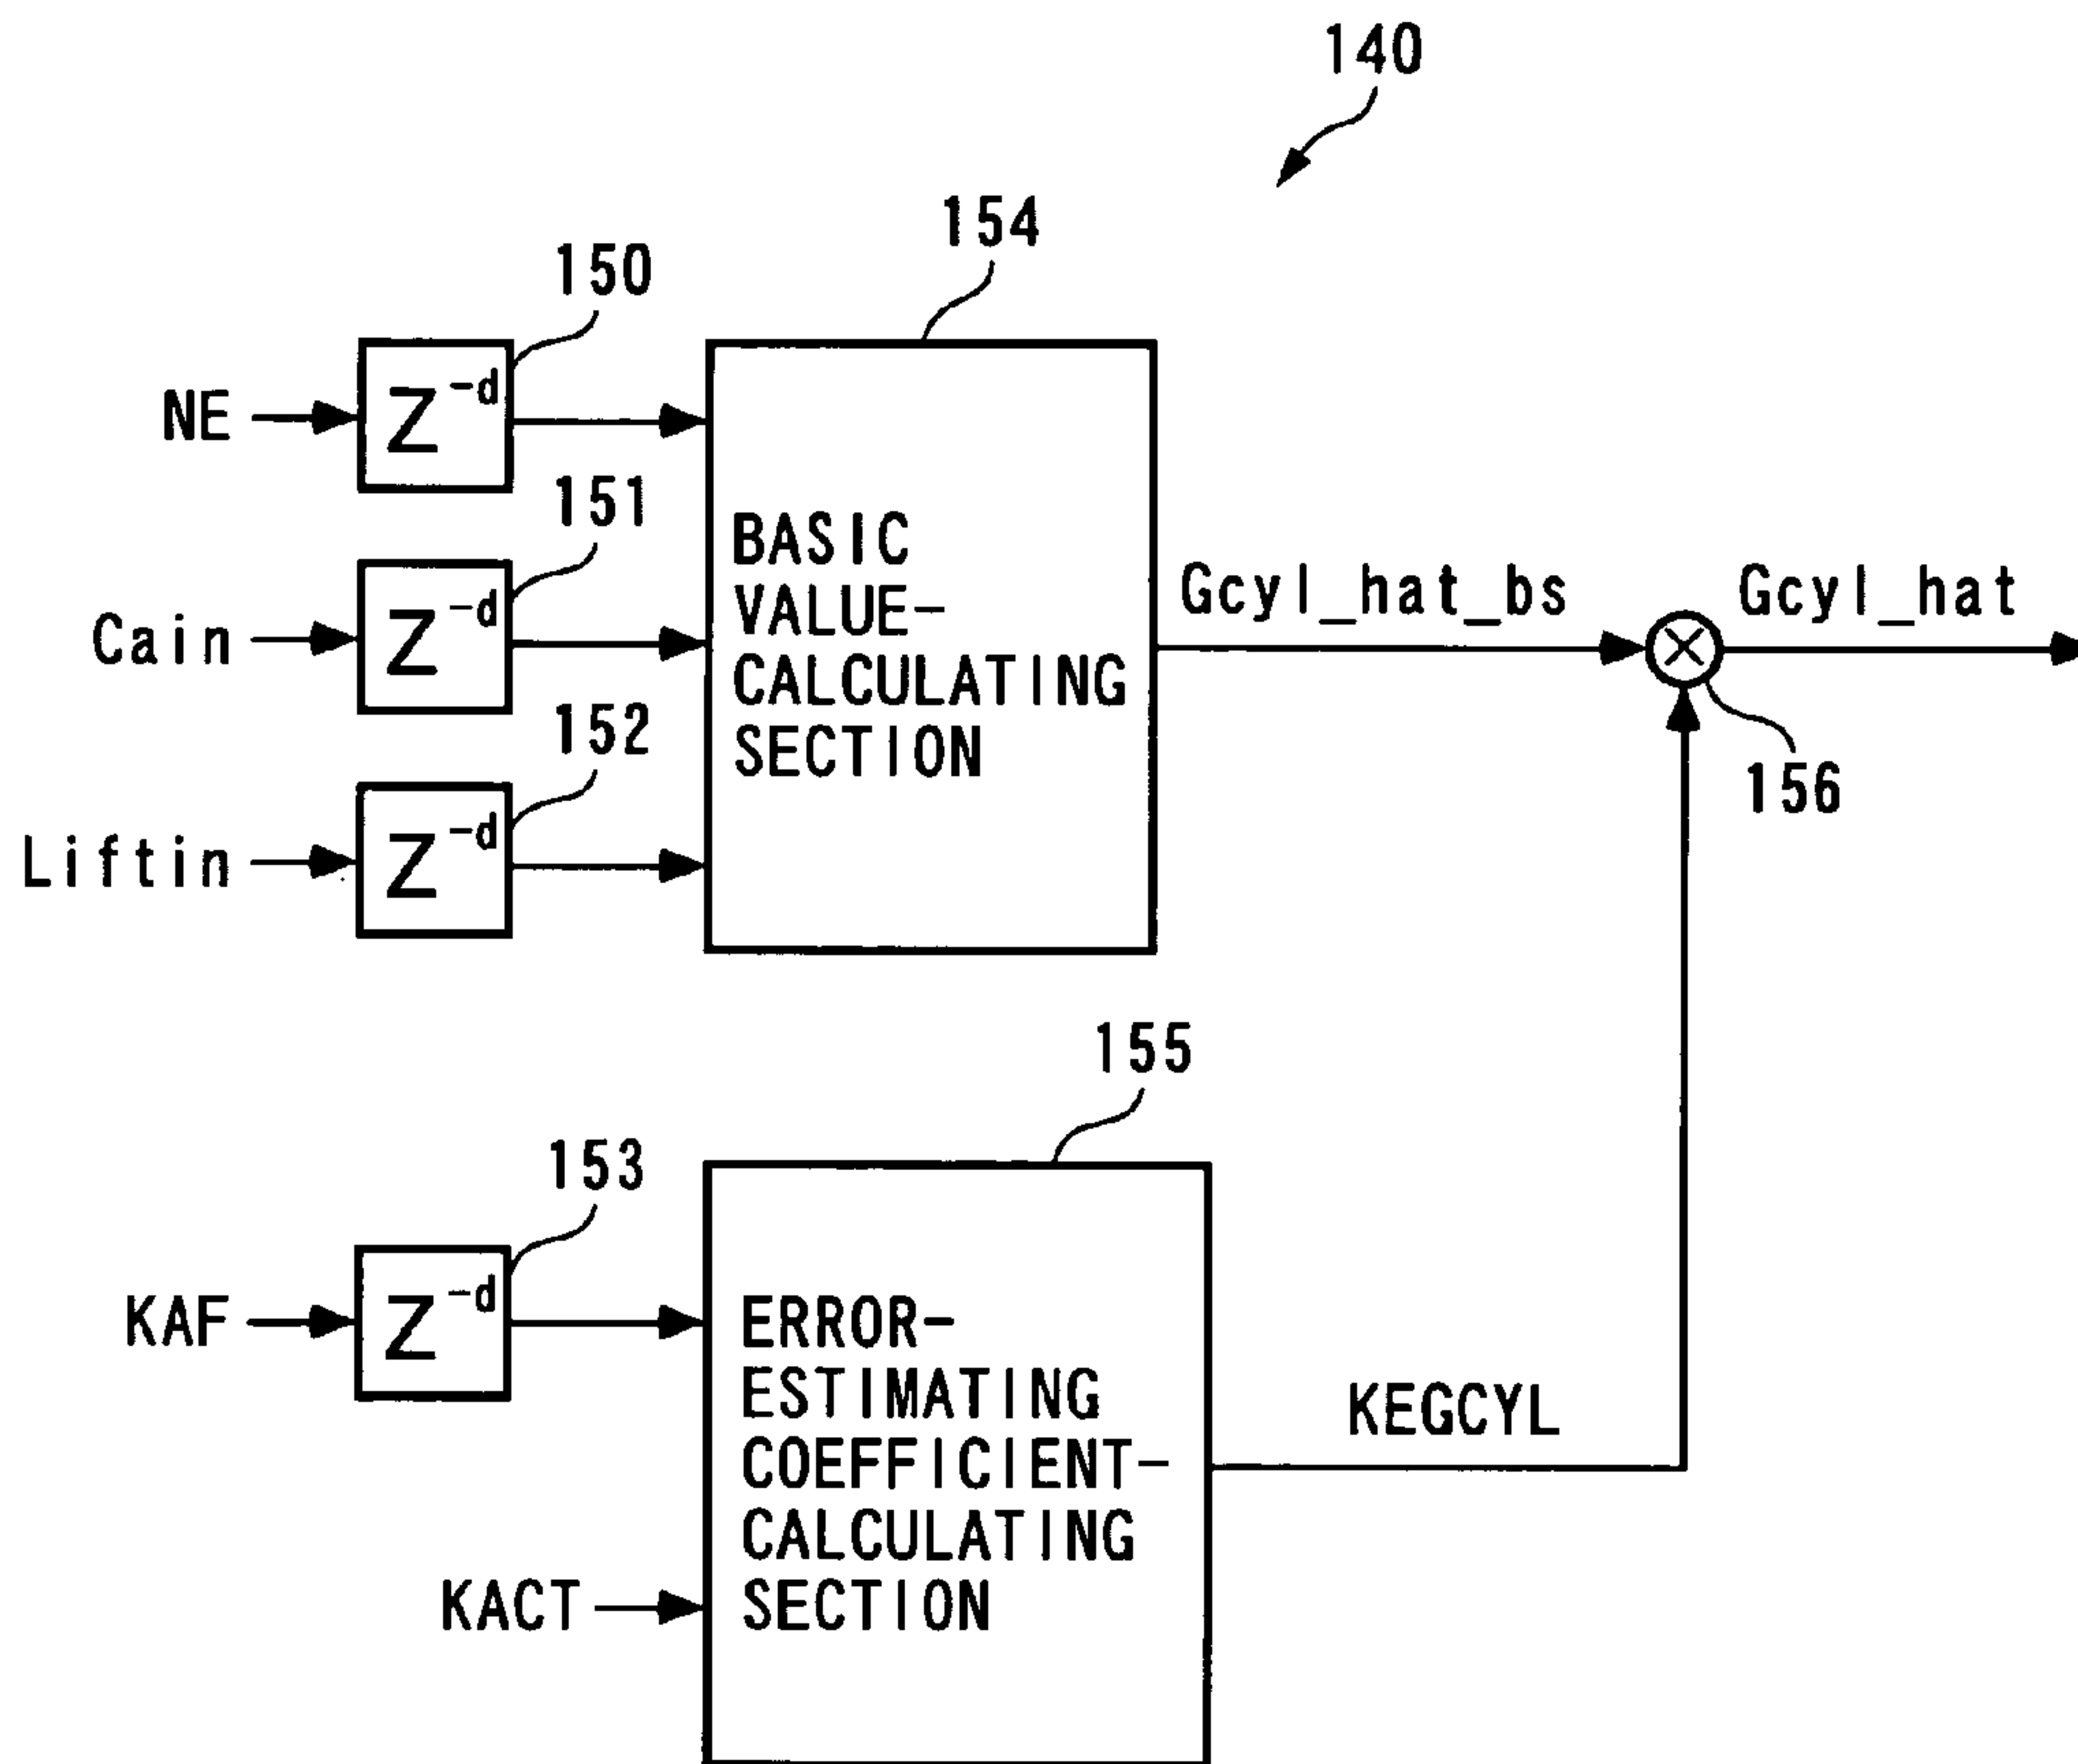 140
154
150
NE
Z-d
151
BASIC
VALUE-
CALCULATING
SECTION
Gcyl_hat_bs
Gcyl_hat
Cain
Z-d
152
156
Liftin
Z-d
155
153
KAF
Z-d
ERROR-
ESTIMATING
COEFFICIENT-
CALCULATING
SECTION
KEGCYL
KACT